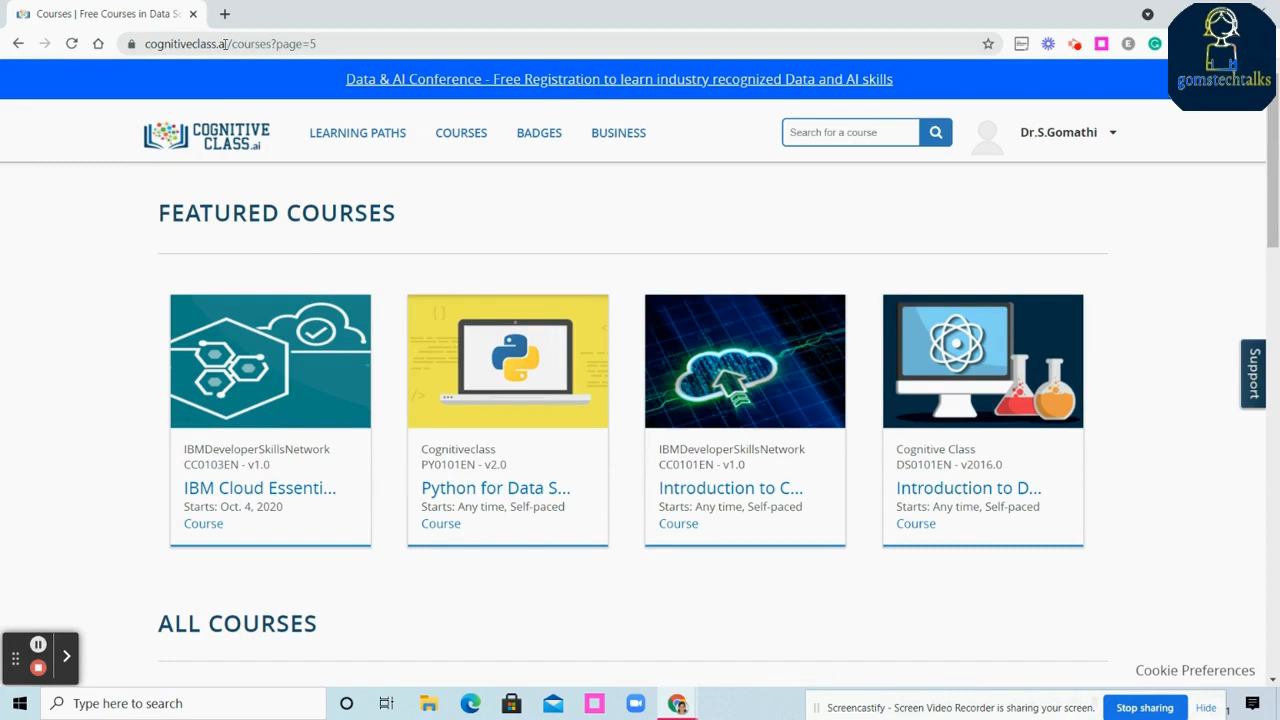 Courses | Free Courses in Data Sc
cognitiveclass.ai/courses?page=5
gomstechtalks
Data & AI Conference - Free Registration to learn industry recognized Data and AI skills
COGNITIVE
CLASS.ai
LEARNING PATHS
COURSES
BADGES
BUSINESS
Search for a course
Dr.S.Gomathi
FEATURED COURSES
IBMDeveloperSkillsNetwork
CC0103EN - v1.0
IBM Cloud Essenti...
Starts: Oct. 4, 2020
Course
Cognitiveclass
PY0101EN - v2.0
Python for Data S...
Starts: Any time, Self-paced
Course
IBMDeveloperSkillsNetwork
CC0101EN - v1.0
Introduction to C...
Starts: Any time, Self-paced
Course
Cognitive Class
DS0101EN - v2016.0
Introduction to D...
Starts: Any time, Self-paced
Course
Support
ALL COURSES
Cookie Preferences
Type here to search
Screencastify - Screen Video Recorder is sharing your screen.
Stop sharing
Hide